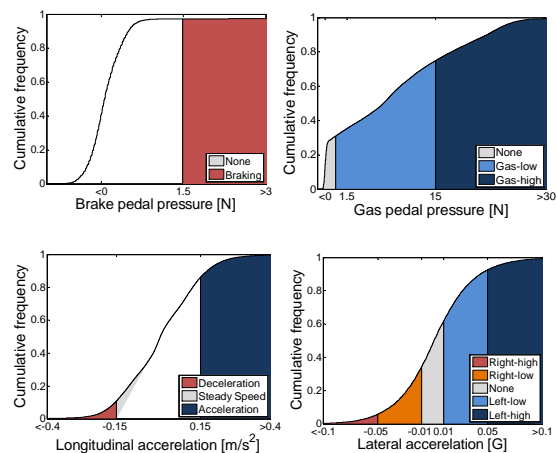 Cumulative frequency
1
0.8
0.6
0.4
0.2
0
<0
1.5
>3
Brake pedal pressure [N]
None
Braking
Cumulative frequency
1
0.8
0.6
0.4
0.2
0
<0
1.5
15
>30
Gas pedal pressure [N]
None
Gas-low
Gas-high
Cumulative frequency
1
0.8
0.6
0.4
0.2
0
<-0.4
-0.15
0.15
>0.4
Longitudinal accerelation [m/s²]
Deceleration
Steady Speed
Acceleration
Cumulative frequency
1
0.8
0.6
0.4
0.2
0
<-0.1
-0.05
-0.01
0.01
0.05
>0.1
Lateral accerelation [G]
Right-high
Right-low
None
Left-low
Left-high